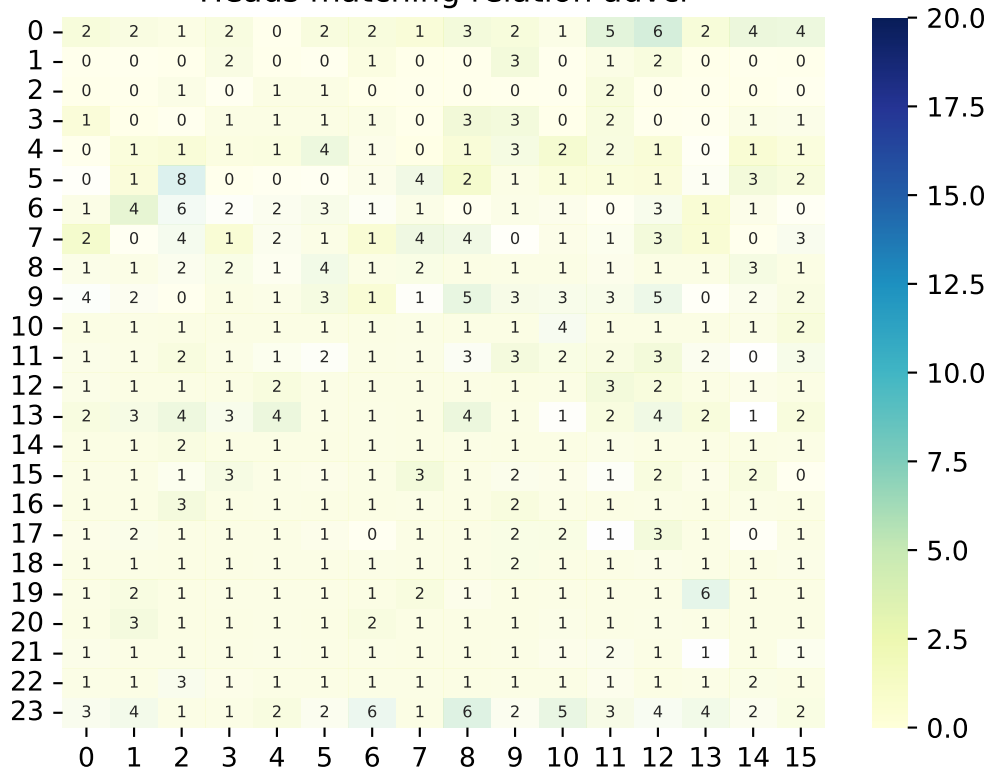 Heads matching relation advcl
0 2 2 1 2 0 2 2 1 3 2 1 5 6 2 4 4
1 0 0 0 2 0 0 1 0 0 3 0 1 2 0 0 0
2 0 0 1 0 1 1 0 0 0 0 0 2 0 0 0 0
3 1 0 0 1 1 1 1 0 3 3 0 2 0 0 1 1
4 0 1 1 1 1 4 1 0 1 3 2 2 1 0 1 1
5 0 1 8 0 0 0 1 4 2 1 1 1 1 1 3 2
6 1 4 6 2 2 3 1 1 0 1 1 0 3 1 1 0
7 2 0 4 1 2 1 1 4 4 0 1 1 3 1 0 3
8 1 1 2 2 1 4 1 2 1 1 1 1 1 1 3 1
9 4 2 0 1 1 3 1 1 5 3 3 3 5 0 2 2
10 1 1 1 1 1 1 1 1 1 1 4 1 1 1 1 2
11 1 1 2 1 1 2 1 1 3 3 2 2 3 2 0 3
12 1 1 1 1 2 1 1 1 1 1 1 3 2 1 1 1
13 2 3 4 3 4 1 1 1 4 1 1 2 4 2 1 2
14 1 1 2 1 1 1 1 1 1 1 1 1 1 1 1 1
15 1 1 1 3 1 1 1 3 1 2 1 1 2 1 2 0
16 1 1 3 1 1 1 1 1 1 2 1 1 1 1 1 1
17 1 2 1 1 1 1 0 1 1 2 2 1 3 1 0 1
18 1 1 1 1 1 1 1 1 1 2 1 1 1 1 1 1
19 1 2 1 1 1 1 1 2 1 1 1 1 1 6 1 1
20 1 3 1 1 1 1 2 1 1 1 1 1 1 1 1 1
21 1 1 1 1 1 1 1 1 1 1 1 2 1 1 1 1
22 1 1 3 1 1 1 1 1 1 1 1 1 1 1 2 1
23 3 4 1 1 2 2 6 1 6 2 5 3 4 4 2 2
0 1 2 3 4 5 6 7 8 9 10 11 12 13 14 15
20.0
17.5
15.0
12.5
10.0
7.5
5.0
2.5
0.0